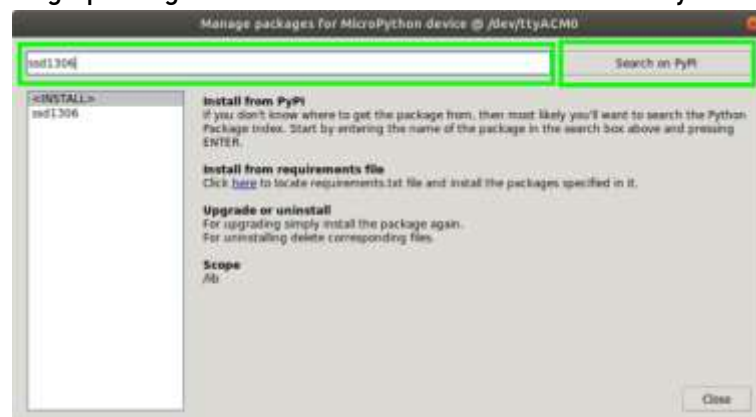 Manage packages for MicroPython device @ /dev/ttyACM0
ssd1306
Search on PyPI
<INSTALL>
ssd1306
Install from PyPI
If you don't know where to get the package from, then most likely you'll want to search the Python
Package Index. Start by entering the name of the package in the search box above and pressing
ENTER.
Install from requirements file
Click here to locate requirements.txt file and install the packages specified in it.
Upgrade or uninstall
For upgrading simply install the package again.
For uninstalling delete corresponding files.
Scope
/lib
Close